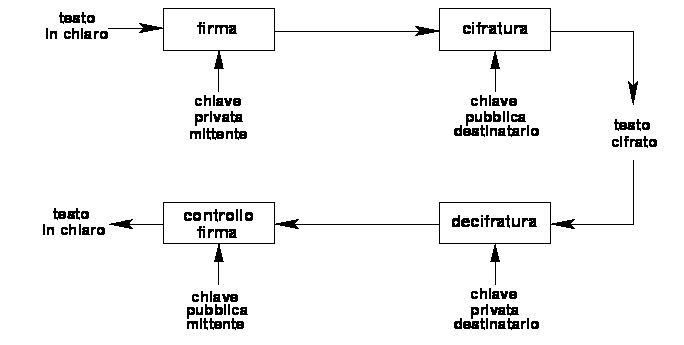 testo
in chiaro
firma
cifratura
chiave
privata
mittente
chiave
pubblica
destinatario
testo
cifrato
testo
in chiaro
controllo
firma
decifratura
chiave
pubblica
mittente
chiave
privata
destinatario